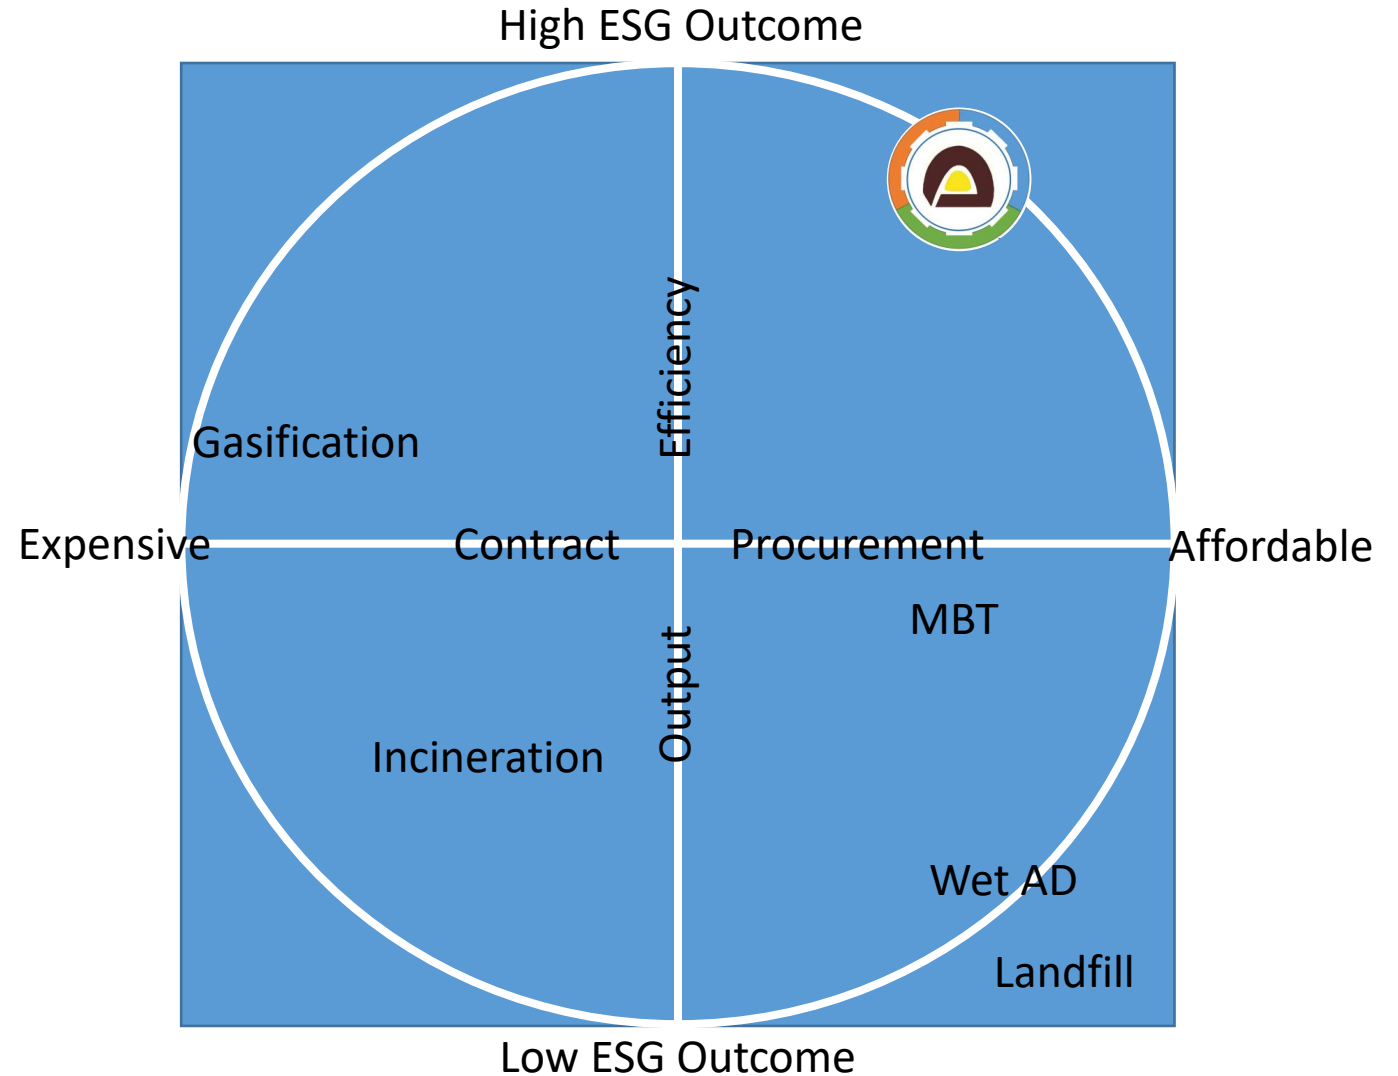 High ESG Outcome
Efficiency
Gasification
Expensive
Contract
Procurement
Affordable
MBT
Output
Incineration
Wet AD
Landfill
Low ESG Outcome